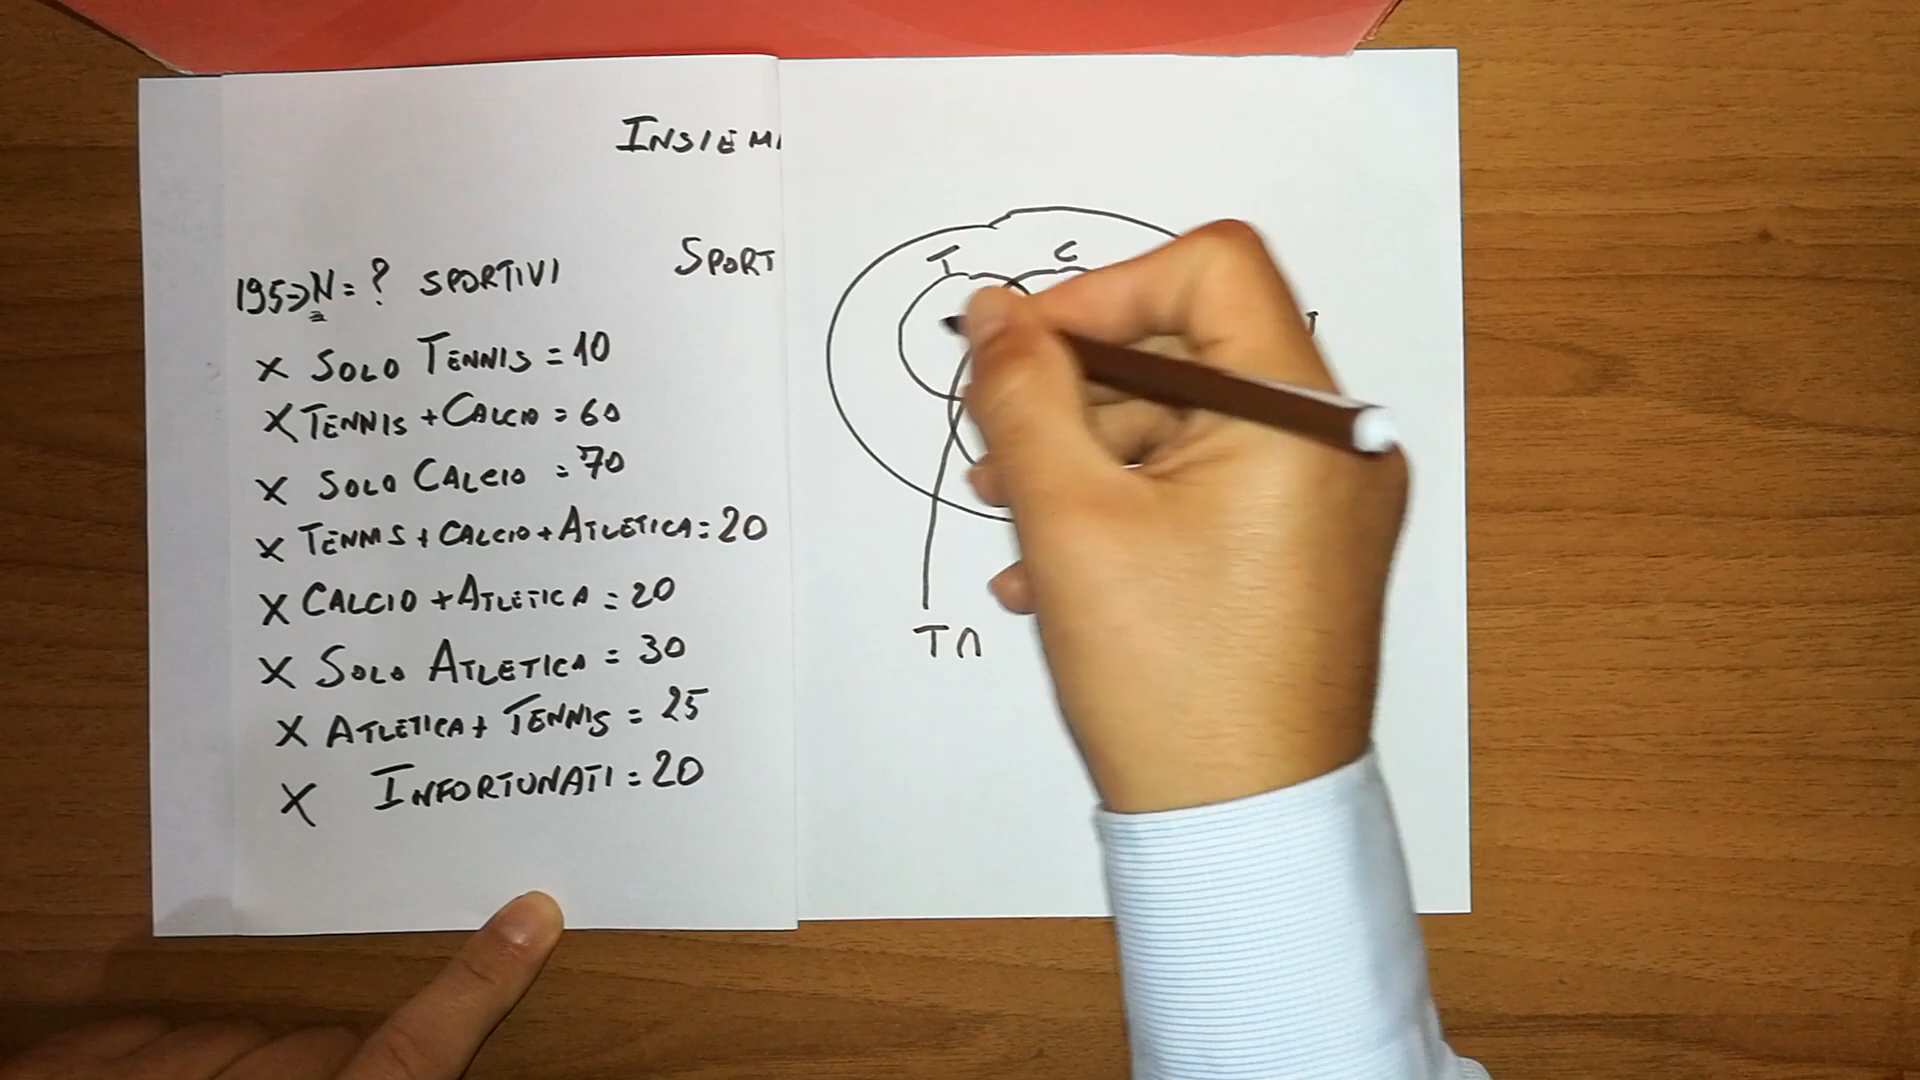 INSIEMI
195⇒N = ? SPORTIVI
SPORT
X SOLO TENNIS = 10
X TENNIS + CALCIO = 60
X SOLO CALCIO = 70
X TENNIS + CALCIO + ATLETICA = 20
X CALCIO + ATLETICA = 20
X SOLO ATLETICA = 30
X ATLETICA + TENNIS = 25
X INFORTUNATI = 20
T C
T ∩